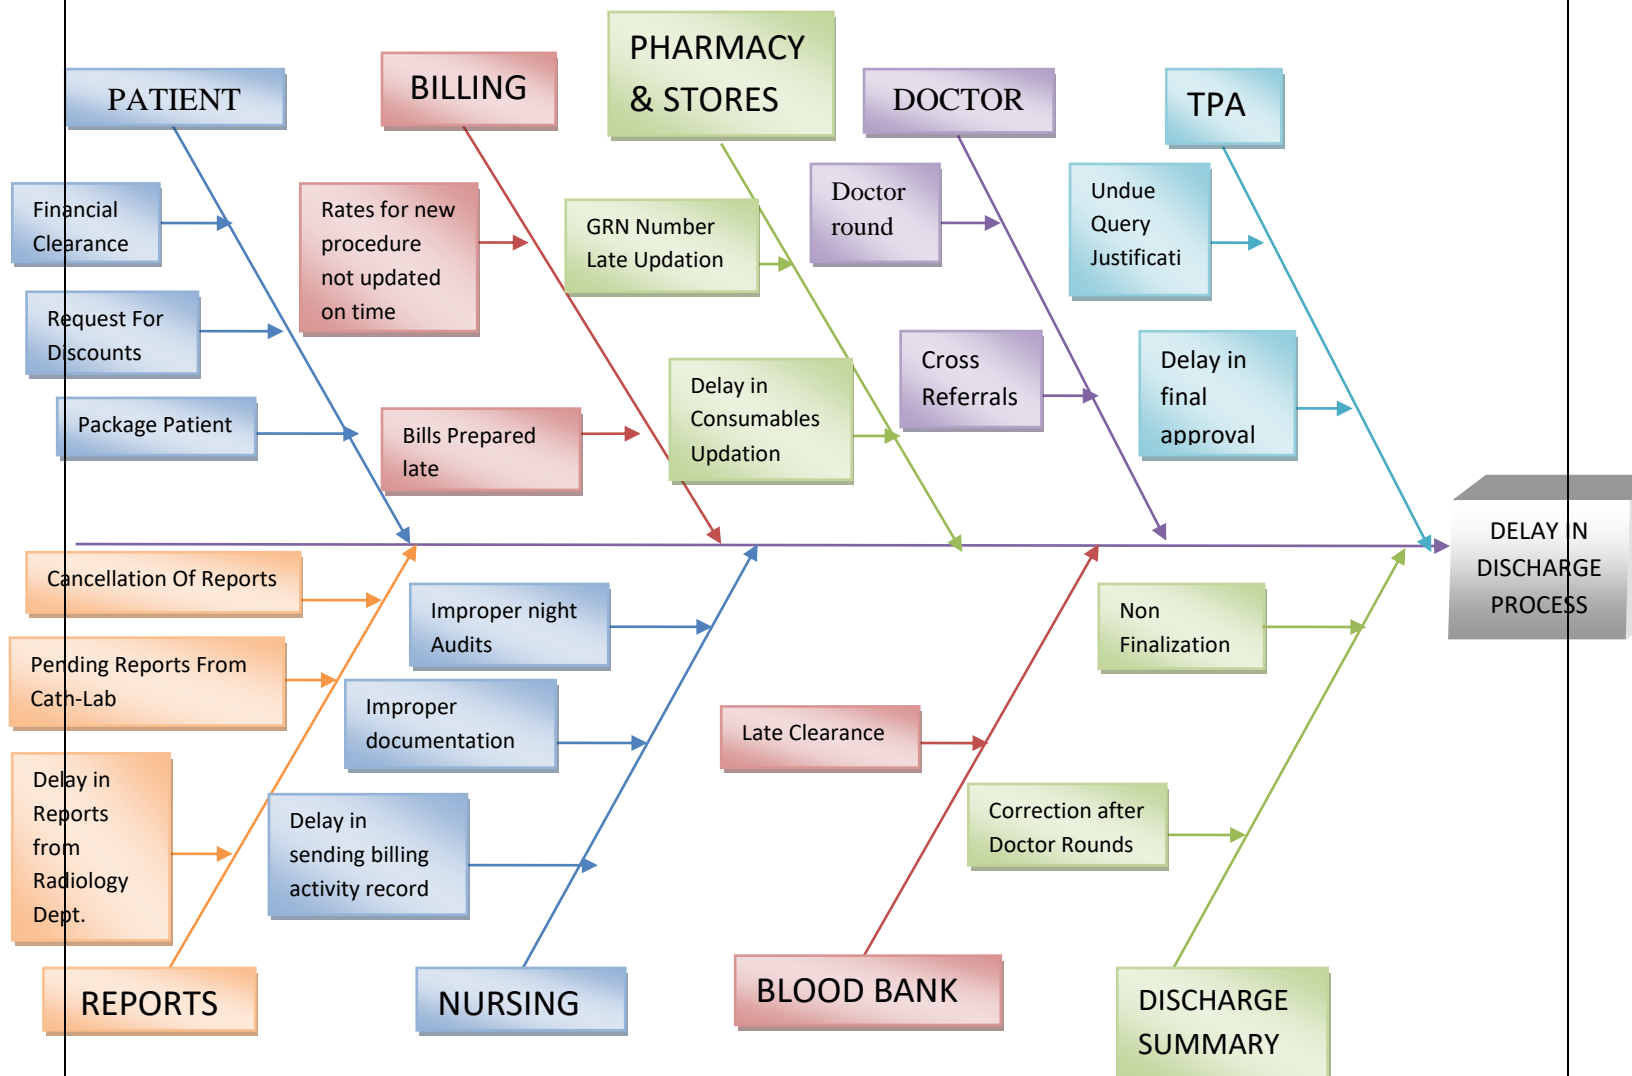 PATIENT
BILLING
PHARMACY
& STORES
DOCTOR
TPA
Financial
Clearance
Request For
Discounts
Package Patient
Rates for new
procedure
not updated
on time
Bills Prepared
late
GRN Number
Late Updation
Delay in
Consumables
Updation
Doctor
round
Cross
Referrals
Undue
Query
Justificati
Delay in
final
approval
DELAY IN
DISCHARGE
PROCESS
Cancellation Of Reports
Pending Reports From
Cath-Lab
Delay in
Reports
from
Radiology
Dept.
Improper night
Audits
Improper
documentation
Delay in
sending billing
activity record
Late Clearance
Non
Finalization
Correction after
Doctor Rounds
REPORTS
NURSING
BLOOD BANK
DISCHARGE
SUMMARY